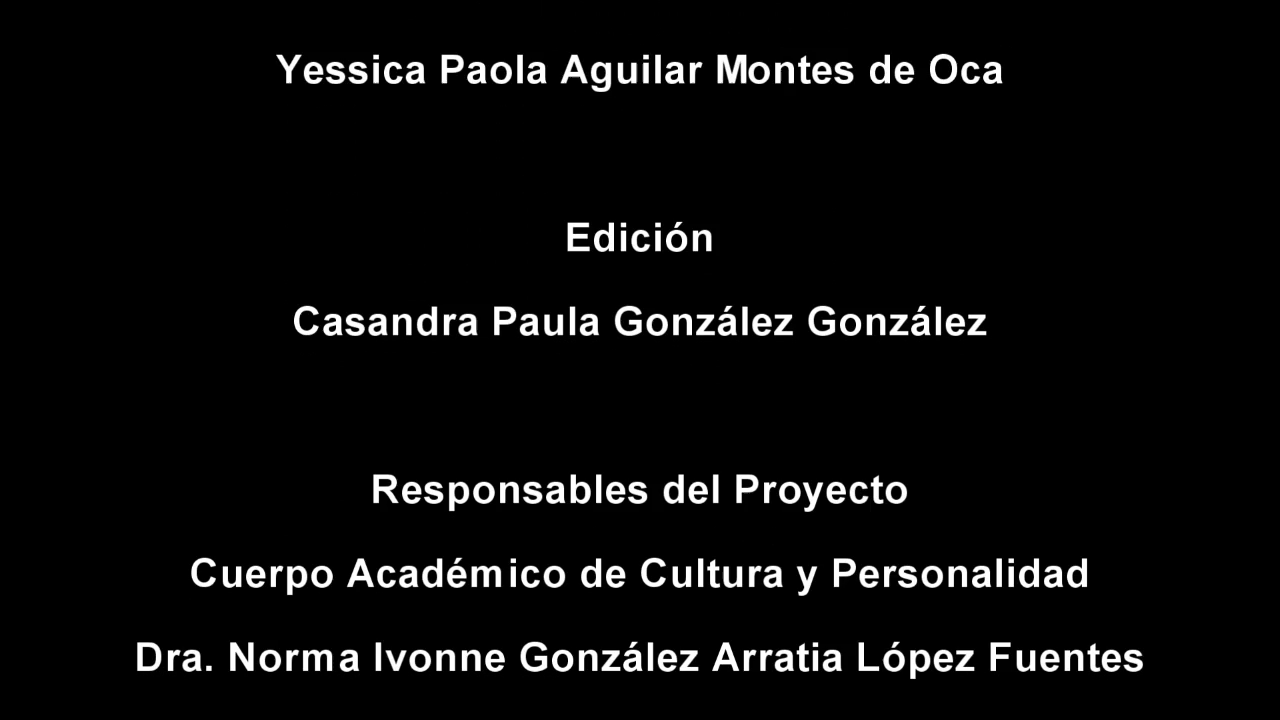 Yessica Paola Aguilar Montes de Oca
Edición
Casandra Paula González González
Responsables del Proyecto
Cuerpo Académico de Cultura y Personalidad
Dra. Norma Ivonne González Arratia López Fuentes